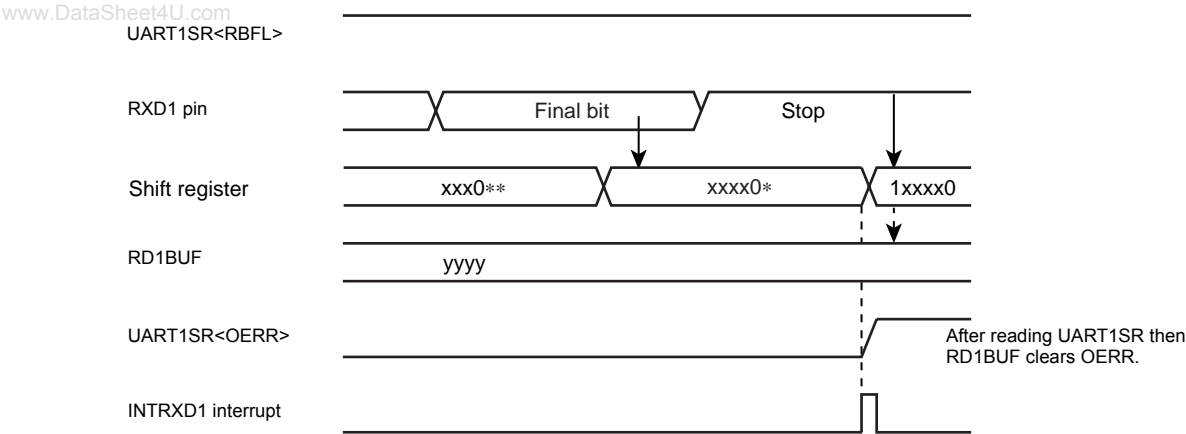 www.DataSheet4U.com
UART1SR<RBFL>
RXD1 pin
Final bit
Stop
Shift register
xxx0**
xxxx0*
1xxxx0
RD1BUF
yyyy
UART1SR<OERR>
After reading UART1SR then
RD1BUF clears OERR.
INTRXD1 interrupt